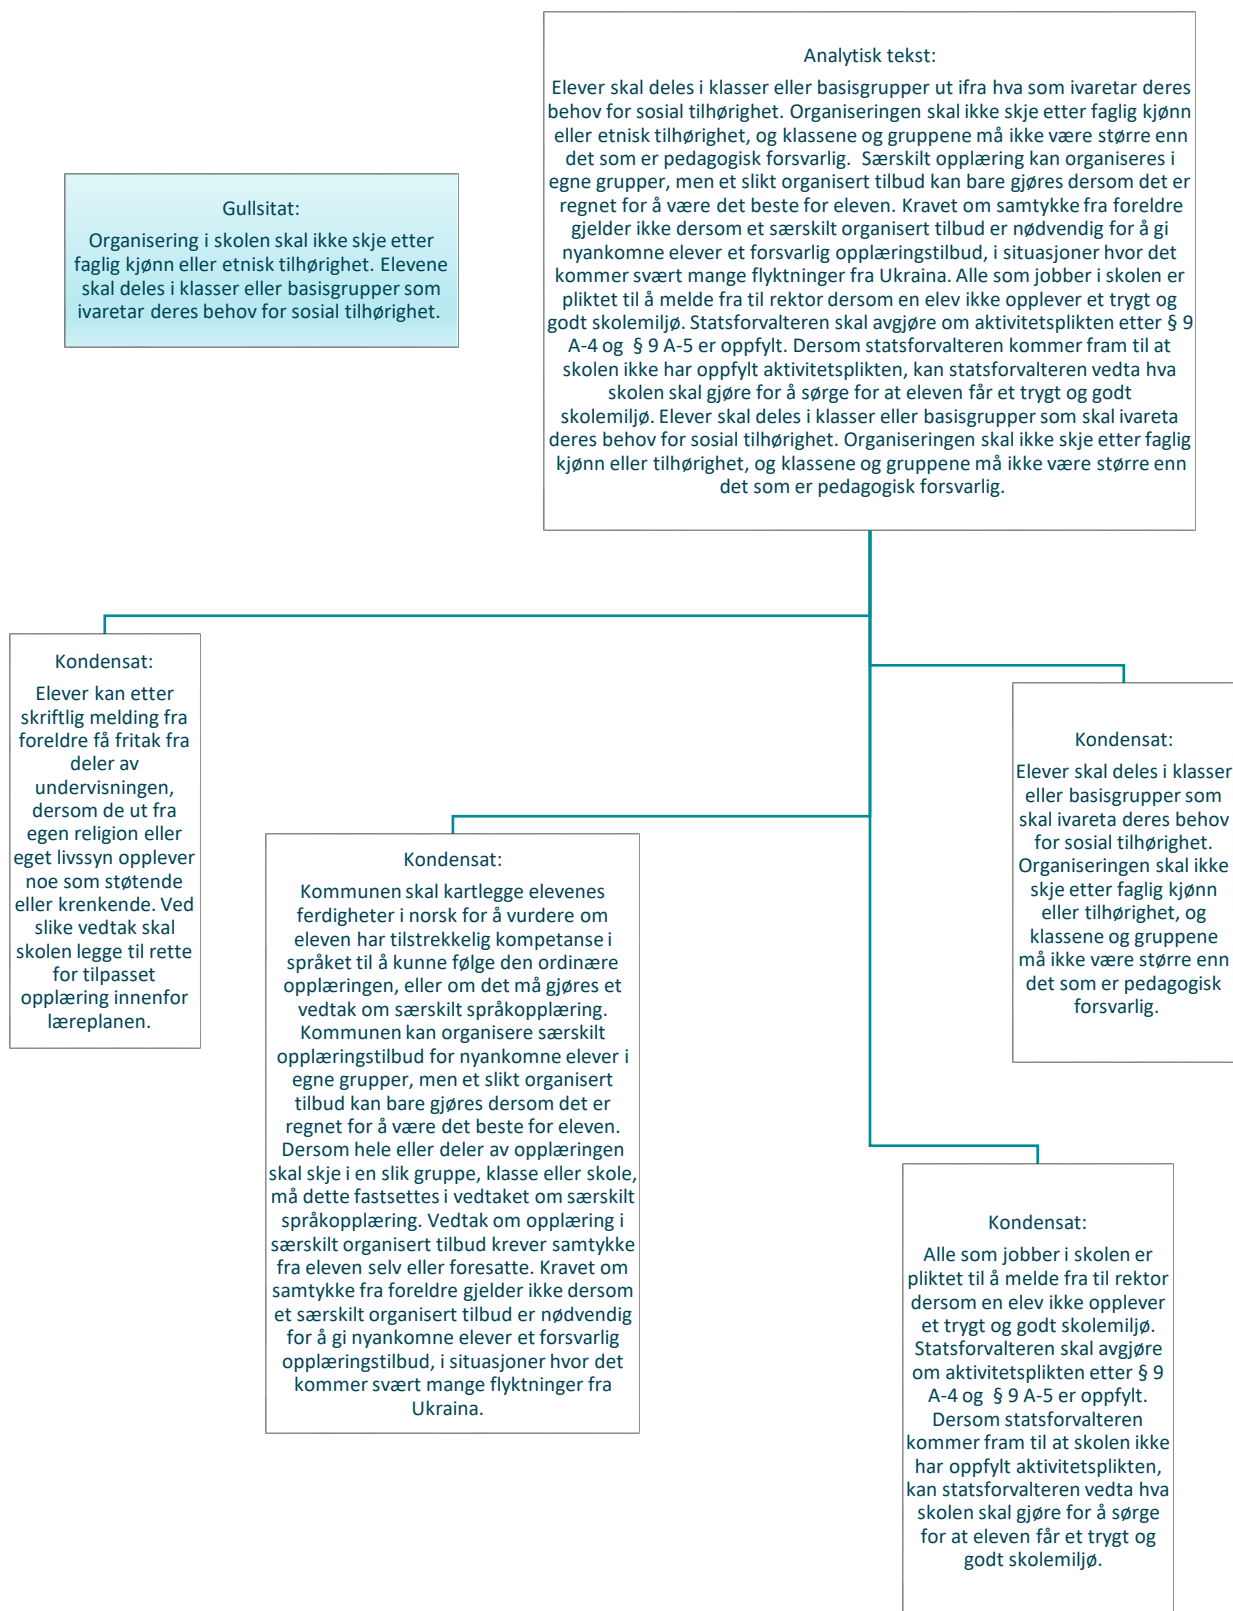 Analytisk tekst:
Elever skal deles i klasser eller basisgrupper ut ifra hva som ivaretar deres
behov for sosial tilhørighet. Organiseringen skal ikke skje etter faglig kjønn
eller etnisk tilhørighet, og klassene og gruppene må ikke være større enn
det som er pedagogisk forsvarlig.  Særskilt opplæring kan organiseres i
egne grupper, men et slikt organisert tilbud kan bare gjøres dersom det er
regnet for å være det beste for eleven. Kravet om samtykke fra foreldre
gjelder ikke dersom et særskilt organisert tilbud er nødvendig for å gi
nyankomne elever et forsvarlig opplæringstilbud, i situasjoner hvor det
kommer svært mange flyktninger fra Ukraina. Alle som jobber i skolen er
pliktet til å melde fra til rektor dersom en elev ikke opplever et trygt og
godt skolemiljø. Statsforvalteren skal avgjøre om aktivitetsplikten etter § 9
A-4 og  § 9 A-5 er oppfylt. Dersom statsforvalteren kommer fram til at
skolen ikke har oppfylt aktivitetsplikten, kan statsforvalteren vedta hva
skolen skal gjøre for å sørge for at eleven får et trygt og godt
skolemiljø. Elever skal deles i klasser eller basisgrupper som skal ivareta
deres behov for sosial tilhørighet. Organiseringen skal ikke skje etter faglig
kjønn eller tilhørighet, og klassene og gruppene må ikke være større enn
det som er pedagogisk forsvarlig.
Gullsitat:
Organisering i skolen skal ikke skje etter
faglig kjønn eller etnisk tilhørighet. Elevene
skal deles i klasser eller basisgrupper som
ivaretar deres behov for sosial tilhørighet.
Kondensat:
Elever kan etter
skriftlig melding fra
foreldre få fritak fra
deler av
undervisningen,
dersom de ut fra
egen religion eller
eget livssyn opplever
noe som støtende
eller krenkende. Ved
slike vedtak skal
skolen legge til rette
for tilpasset
opplæring innenfor
læreplanen.
Kondensat:
Kommunen skal kartlegge elevenes
ferdigheter i norsk for å vurdere om
eleven har tilstrekkelig kompetanse i
språket til å kunne følge den ordinære
opplæringen, eller om det må gjøres et
vedtak om særskilt språkopplæring.
Kommunen kan organisere særskilt
opplæringstilbud for nyankomne elever i
egne grupper, men et slikt organisert
tilbud kan bare gjøres dersom det er
regnet for å være det beste for eleven.
Dersom hele eller deler av opplæringen
skal skje i en slik gruppe, klasse eller skole,
må dette fastsettes i vedtaket om særskilt
språkopplæring. Vedtak om opplæring i
særskilt organisert tilbud krever samtykke
fra eleven selv eller foresatte. Kravet om
samtykke fra foreldre gjelder ikke dersom
et særskilt organisert tilbud er nødvendig
for å gi nyankomne elever et forsvarlig
opplæringstilbud, i situasjoner hvor det
kommer svært mange flyktninger fra
Ukraina.
Kondensat:
Elever skal deles i klasser
eller basisgrupper som
skal ivareta deres behov
for sosial tilhørighet.
Organiseringen skal ikke
skje etter faglig kjønn
eller tilhørighet, og
klassene og gruppene
må ikke være større enn
det som er pedagogisk
forsvarlig.
Kondensat:
Alle som jobber i skolen er
pliktet til å melde fra til rektor
dersom en elev ikke opplever
et trygt og godt skolemiljø.
Statsforvalteren skal avgjøre
om aktivitetsplikten etter § 9
A-4 og  § 9 A-5 er oppfylt.
Dersom statsforvalteren
kommer fram til at skolen ikke
har oppfylt aktivitetsplikten,
kan statsforvalteren vedta hva
skolen skal gjøre for å sørge
for at eleven får et trygt og
godt skolemiljø.